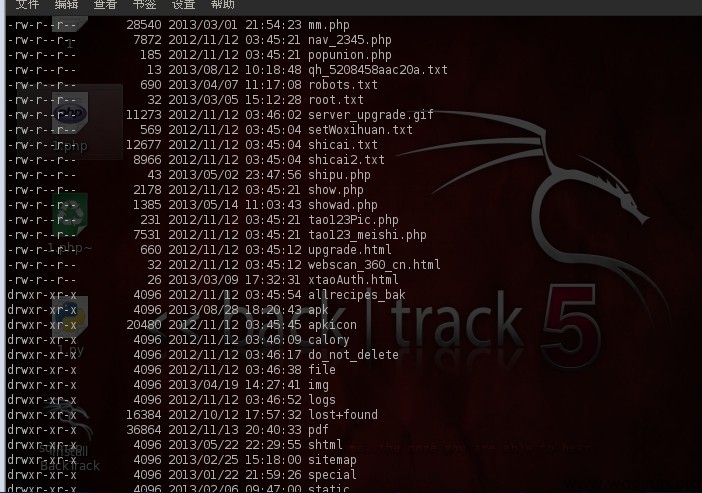 文件 编辑 查看 书签 设置 帮助
-rw-r--r-- 28540 2013/03/01 21:54:23 mm.php
-rw-r--r-- 7872 2012/11/12 03:45:21 nav_2345.php
-rw-r--r-- 185 2012/11/12 03:45:21 popunion.php
-rw-r--r-- 13 2013/08/12 10:18:48 qh_5208458aac20a.txt
-rw-r--r-- 690 2013/04/07 11:17:08 robots.txt
-rw-r--r-- 32 2013/03/05 15:12:28 root.txt
-rw-r--r-- 11273 2012/11/12 03:46:02 server_upgrade.gif
-rw-r--r-- 569 2012/11/12 03:45:04 setWoxihuan.txt
-rw-r--r-- 12677 2012/11/12 03:45:04 shicai.txt
-rw-r--r-- 8966 2012/11/12 03:45:04 shicai2.txt
-rw-r--r-- 43 2013/05/02 23:47:56 shipu.php
-rw-r--r-- 2178 2012/11/12 03:45:21 show.php
-rw-r--r-- 1385 2013/05/14 11:03:43 showad.php
-rw-r--r-- 231 2012/11/12 03:45:21 tao123Pic.php
-rw-r--r-- 7531 2012/11/12 03:45:21 tao123_meishi.php
-rw-r--r-- 660 2012/11/12 03:45:12 upgrade.html
-rw-r--r-- 32 2012/11/12 03:45:12 webscan_360_cn.html
-rw-r--r-- 26 2013/03/09 17:32:31 xtaoAuth.html
drwxr-xr-x 4096 2012/11/12 03:45:54 allrecipes_bak
drwxr-xr-x 4096 2013/08/28 18:20:43 apk
drwxr-xr-x 20480 2012/11/12 03:45:45 apkicon
drwxr-xr-x 4096 2012/11/12 03:46:09 calory
drwxr-xr-x 4096 2012/11/12 03:46:17 do_not_delete
drwxr-xr-x 4096 2012/11/12 03:46:38 file
drwxr-xr-x 4096 2013/04/19 14:27:41 img
drwxr-xr-x 4096 2012/11/12 03:46:52 logs
drwxr-xr-x 16384 2012/10/12 17:57:32 lost+found
drwxr-xr-x 36864 2012/11/13 20:40:33 pdf
drwxr-xr-x 4096 2013/05/22 22:29:55 shtml
drwxr-xr-x 4096 2013/02/25 15:18:00 sitemap
drwxr-xr-x 4096 2013/01/22 21:59:26 special
drwxr-xr-x 4096 2013/02/06 09:47:00 static
1
1.php
1.php~
1.py
Install
BackTrack
<< back | track 5